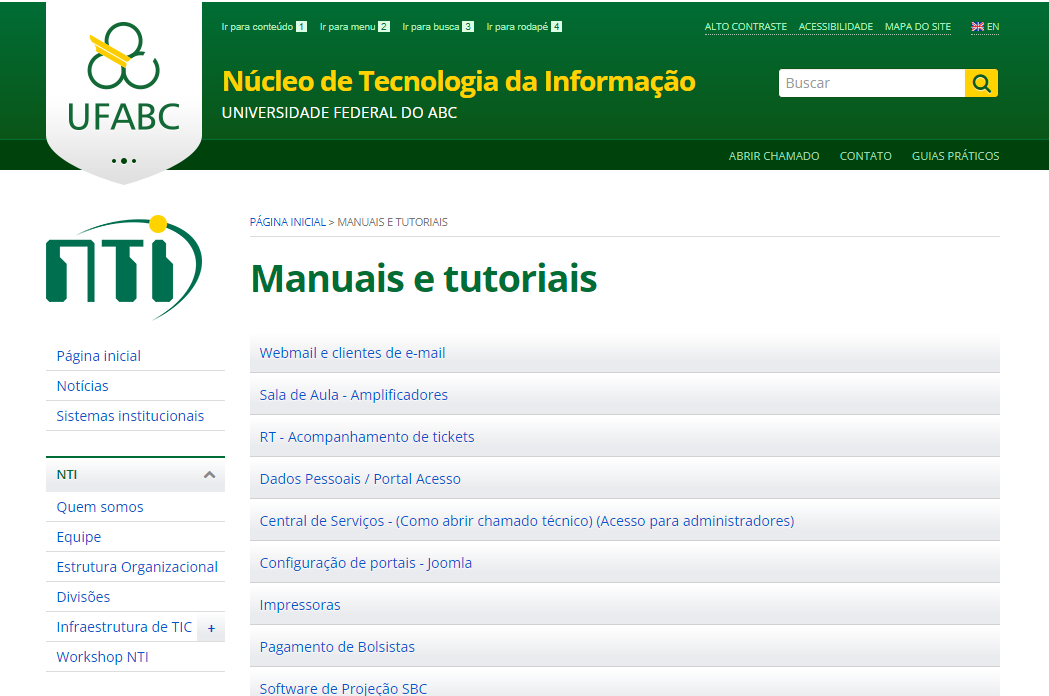 Ir para conteúdo 1 Ir para menu 2 Ir para busca 3 Ir para rodapé 4
ALTO CONTRASTE ACESSIBILIDADE MAPA DO SITE EN
UFABC
Núcleo de Tecnologia da Informação
UNIVERSIDADE FEDERAL DO ABC
Buscar
ABRIR CHAMADO CONTATO GUIAS PRÁTICOS
NTI
Página inicial
Notícias
Sistemas institucionais
NTI
Quem somos
Equipe
Estrutura Organizacional
Divisões
Infraestrutura de TIC +
Workshop NTI
PÁGINA INICIAL > MANUAIS E TUTORIAIS
Manuais e tutoriais
Webmail e clientes de e-mail
Sala de Aula - Amplificadores
RT - Acompanhamento de tickets
Dados Pessoais / Portal Acesso
Central de Serviços - (Como abrir chamado técnico) (Acesso para administradores)
Configuração de portais - Joomla
Impressoras
Pagamento de Bolsistas
Software de Projeção SBC